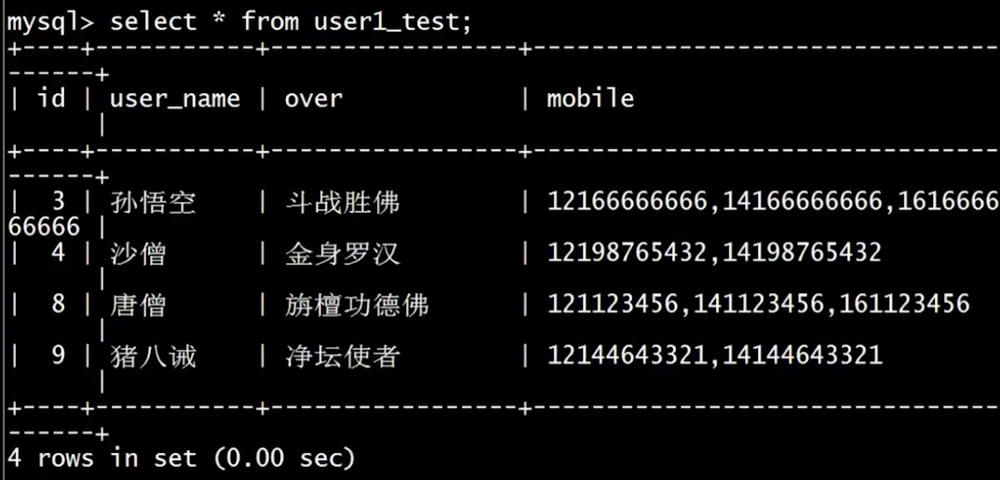 mysql> select * from user1_test;
+----+-----------+-----------------+--------------------------------
------+
| id | user_name | over            | mobile
      |
+----+-----------+-----------------+--------------------------------
------+
|  3 | 孙悟空    | 斗战胜佛        | 12166666666,14166666666,1616666
66666 |
|  4 | 沙僧      | 金身罗汉        | 12198765432,14198765432
      |
|  8 | 唐僧      | 旃檀功德佛      | 121123456,141123456,161123456
      |
|  9 | 猪八诫    | 净坛使者        | 12144643321,14144643321
      |
+----+-----------+-----------------+--------------------------------
------+
4 rows in set (0.00 sec)